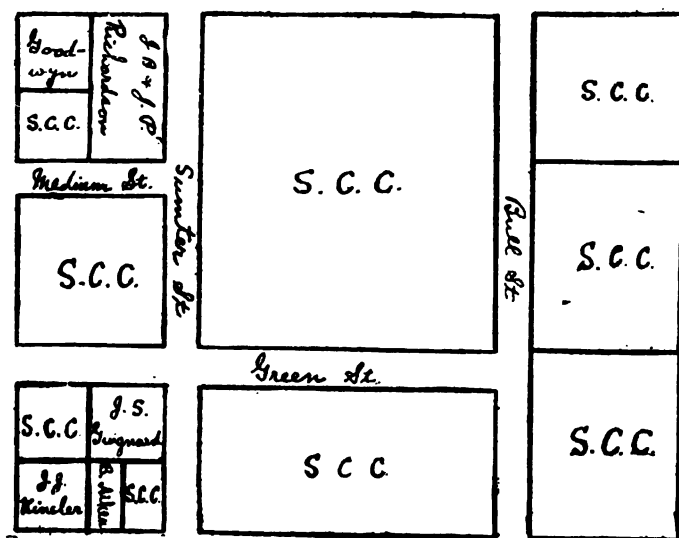 Good-
wyn
S.C.C.
J B & J. P.
Richardson
Medium St.
S.C.C.
Sumter St
S. C. C.
Bull St
S. C. C.
S. C. C.
S.C.C.
Green St.
S.C.C
J. S.
Guignard
J.J.
Kinsler
B. Aiken
S.C.C.
S C C.